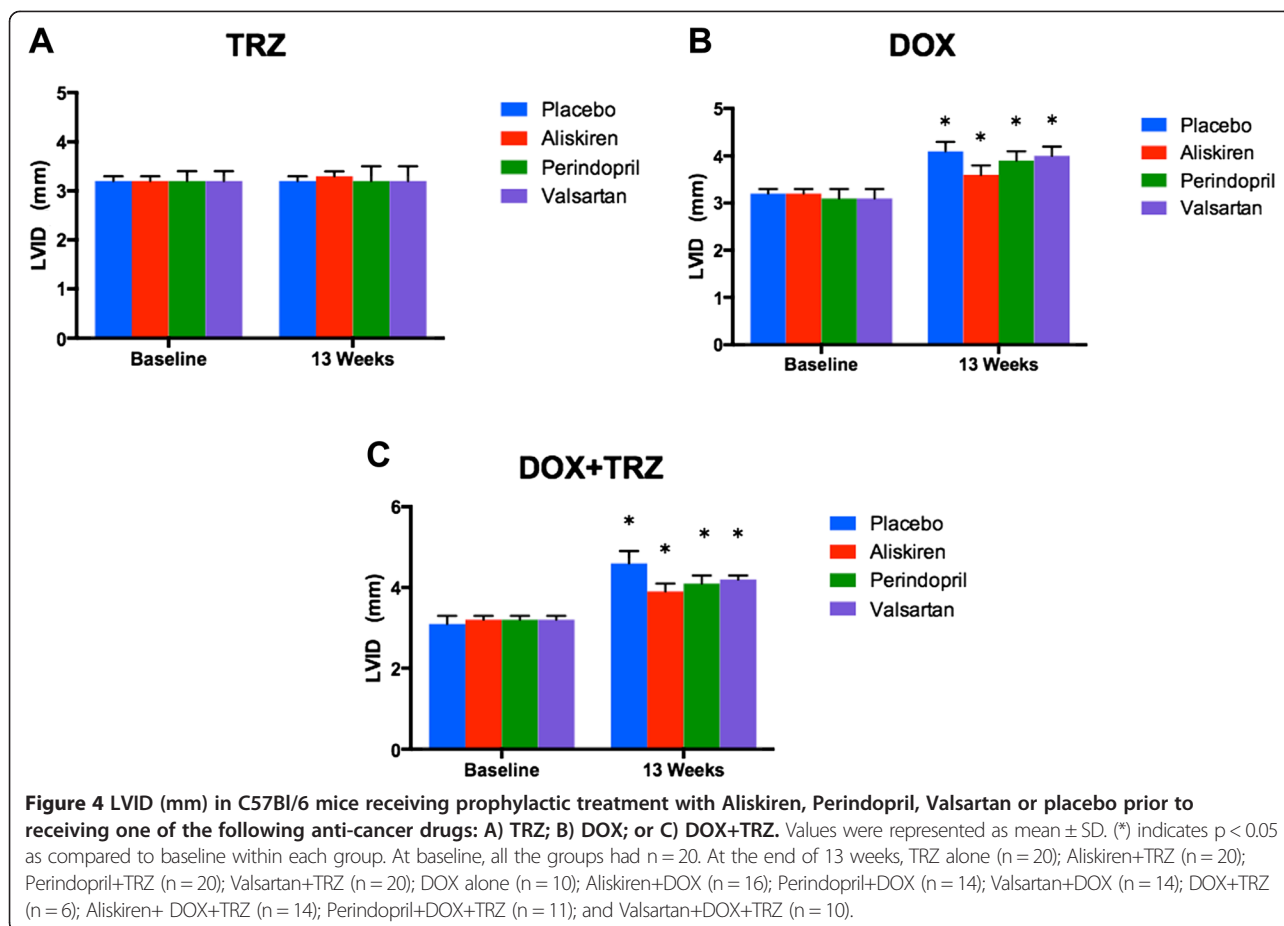 A
TRZ
5
4
3
2
1
0
LVID (mm)
Baseline
13 Weeks
Placebo
Aliskiren
Perindopril
Valsartan
B
DOX
5
4
3
2
1
0
LVID (mm)
* * * *
Baseline
13 Weeks
Placebo
Aliskiren
Perindopril
Valsartan
C
DOX+TRZ
6
4
2
0
LVID (mm)
* * * *
Baseline
13 Weeks
Placebo
Aliskiren
Perindopril
Valsartan
Figure 4 LVID (mm) in C57Bl/6 mice receiving prophylactic treatment with Aliskiren, Perindopril, Valsartan or placebo prior to
receiving one of the following anti-cancer drugs: A) TRZ; B) DOX; or C) DOX+TRZ. Values were represented as mean ± SD. (*) indicates p < 0.05
as compared to baseline within each group. At baseline, all the groups had n = 20. At the end of 13 weeks, TRZ alone (n = 20); Aliskiren+TRZ (n = 20);
Perindopril+TRZ (n = 20); Valsartan+TRZ (n = 20); DOX alone (n = 10); Aliskiren+DOX (n = 16); Perindopril+DOX (n = 14); Valsartan+DOX (n = 14); DOX+TRZ
(n = 6); Aliskiren+ DOX+TRZ (n = 14); Perindopril+DOX+TRZ (n = 11); and Valsartan+DOX+TRZ (n = 10).